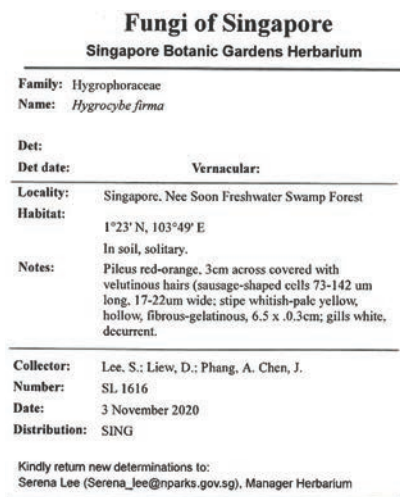 Fungi of Singapore
Singapore Botanic Gardens Herbarium
Family: Hygrophoraceae
Name: Hygrocybe firma
Det:
Det date: Vernacular:
Locality: Singapore. Nee Soon Freshwater Swamp Forest
Habitat:
1°23' N, 103°49' E
In soil, solitary.
Notes: Pileus red-orange, 3cm across covered with
velutinous hairs (sausage-shaped cells 73-142 um
long, 17-22um wide; stipe whitish-pale yellow,
hollow, fibrous-gelatinous, 6.5 x .0.3cm; gills white,
decurrent.
Collector: Lee, S.; Liew, D.; Phang, A. Chen, J.
Number: SL 1616
Date: 3 November 2020
Distribution: SING
Kindly return new determinations to:
Serena Lee (Serena_lee@nparks.gov.sg), Manager Herbarium